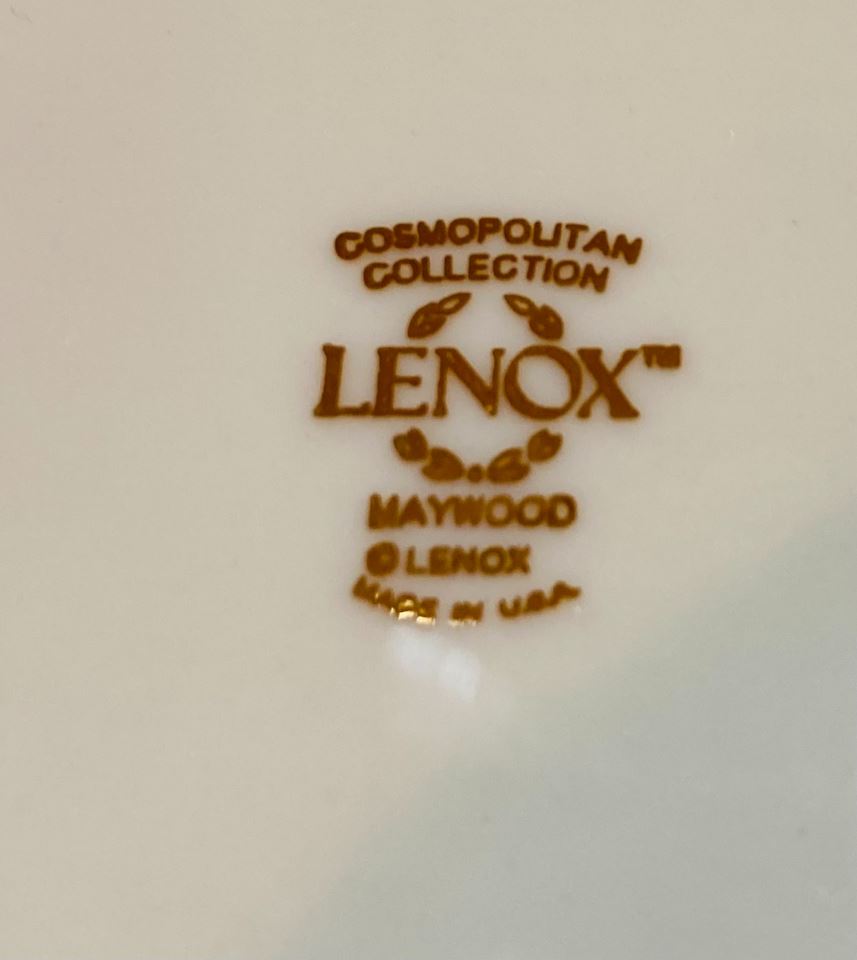 COSMOPOLITAN
COLLECTION
LENOX™
MAYWOOD
© LENOX
MADE IN U.S.A.